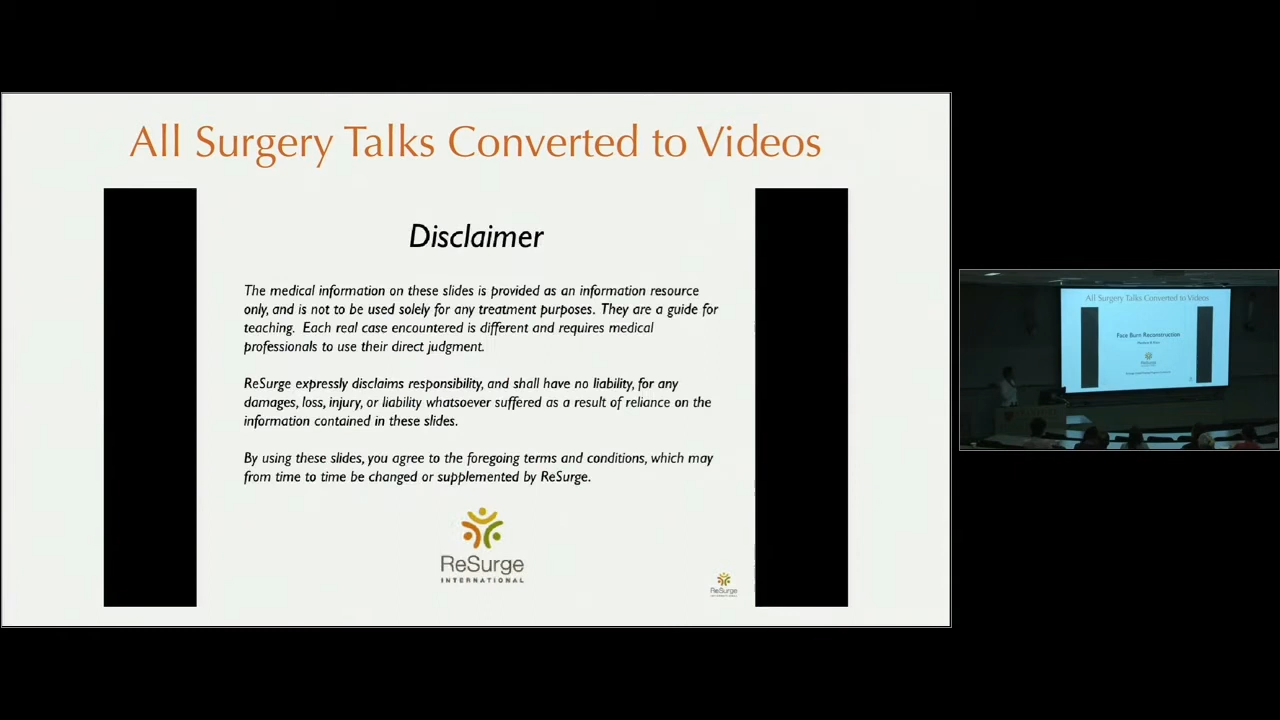 All Surgery Talks Converted to Videos
Disclaimer
The medical information on these slides is provided as an information resource
only, and is not to be used solely for any treatment purposes. They are a guide for
teaching. Each real case encountered is different and requires medical
professionals to use their direct judgment.
ReSurge expressly disclaims responsibility, and shall have no liability, for any
damages, loss, injury, or liability whatsoever suffered as a result of reliance on the
information contained in these slides.
By using these slides, you agree to the foregoing terms and conditions, which may
from time to time be changed or supplemented by ReSurge.
ReSurge
INTERNATIONAL
ReSurge
All Surgery Talks Converted to Videos
Face Burn Reconstruction